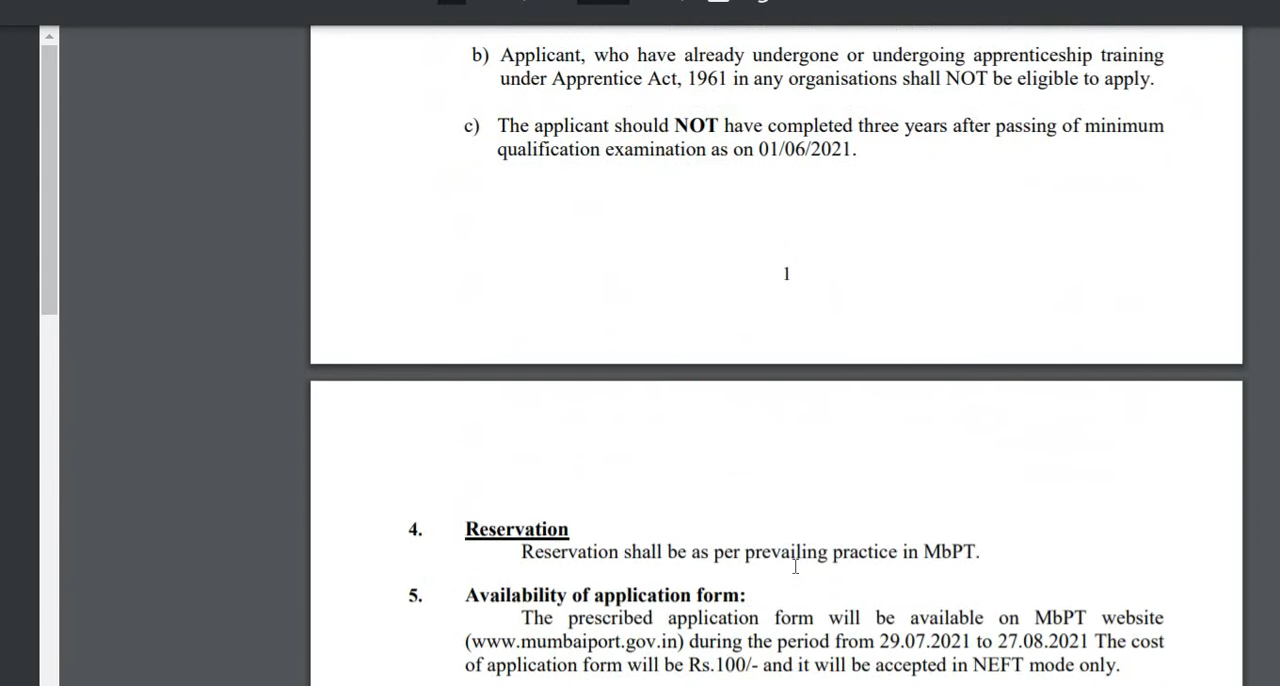 b) Applicant, who have already undergone or undergoing apprenticeship training
under Apprentice Act, 1961 in any organisations shall NOT be eligible to apply.
c) The applicant should NOT have completed three years after passing of minimum
qualification examination as on 01/06/2021.
1
4. Reservation
Reservation shall be as per prevailing practice in MbPT.
5. Availability of application form:
The prescribed application form will be available on MbPT website
(www.mumbaiport.gov.in) during the period from 29.07.2021 to 27.08.2021 The cost
of application form will be Rs.100/- and it will be accepted in NEFT mode only.